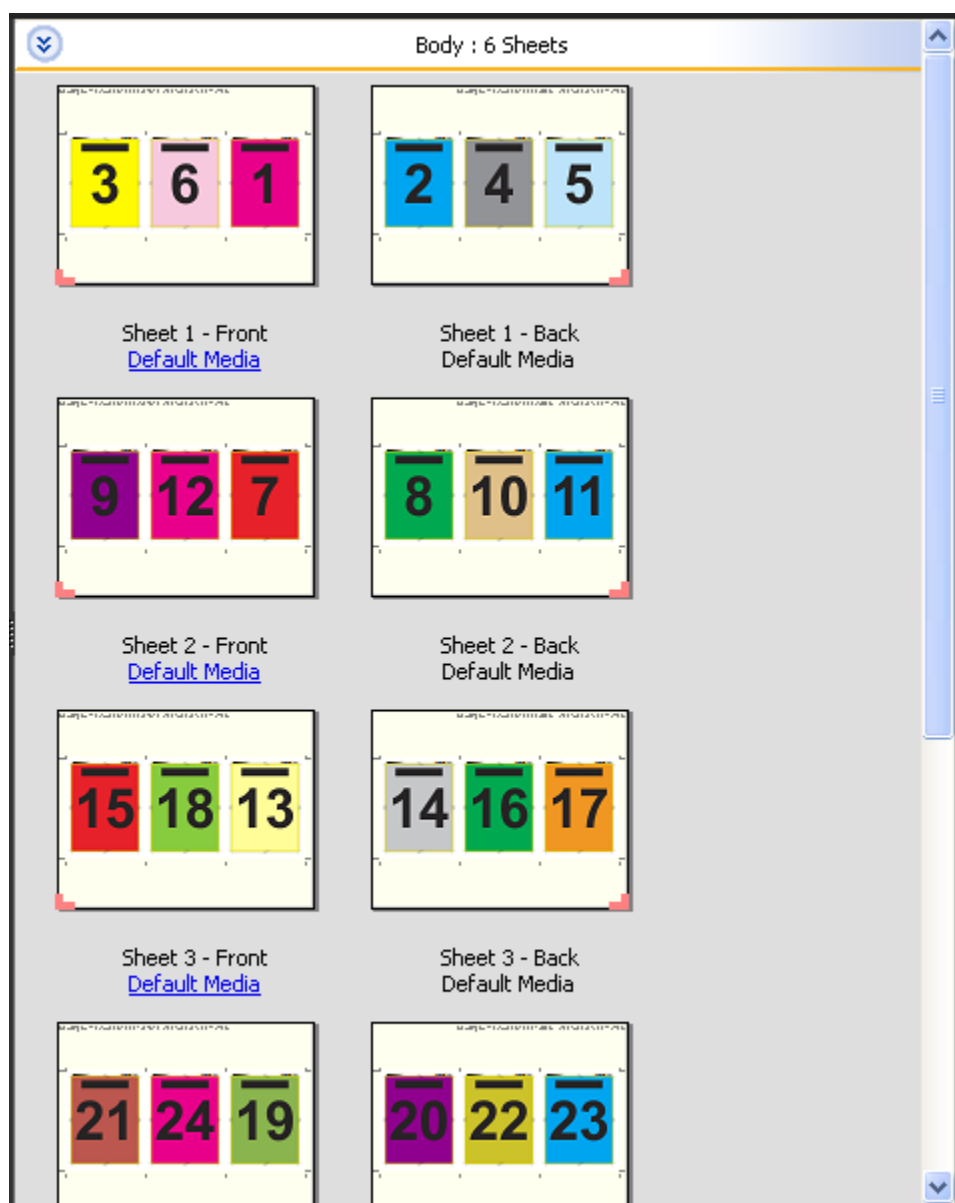 Body : 6 Sheets
3 6 1
2 4 5
Sheet 1 - Front
Default Media
Sheet 1 - Back
Default Media
9 12 7
8 10 11
Sheet 2 - Front
Default Media
Sheet 2 - Back
Default Media
15 18 13
14 16 17
Sheet 3 - Front
Default Media
Sheet 3 - Back
Default Media
21 24 19
20 22 23